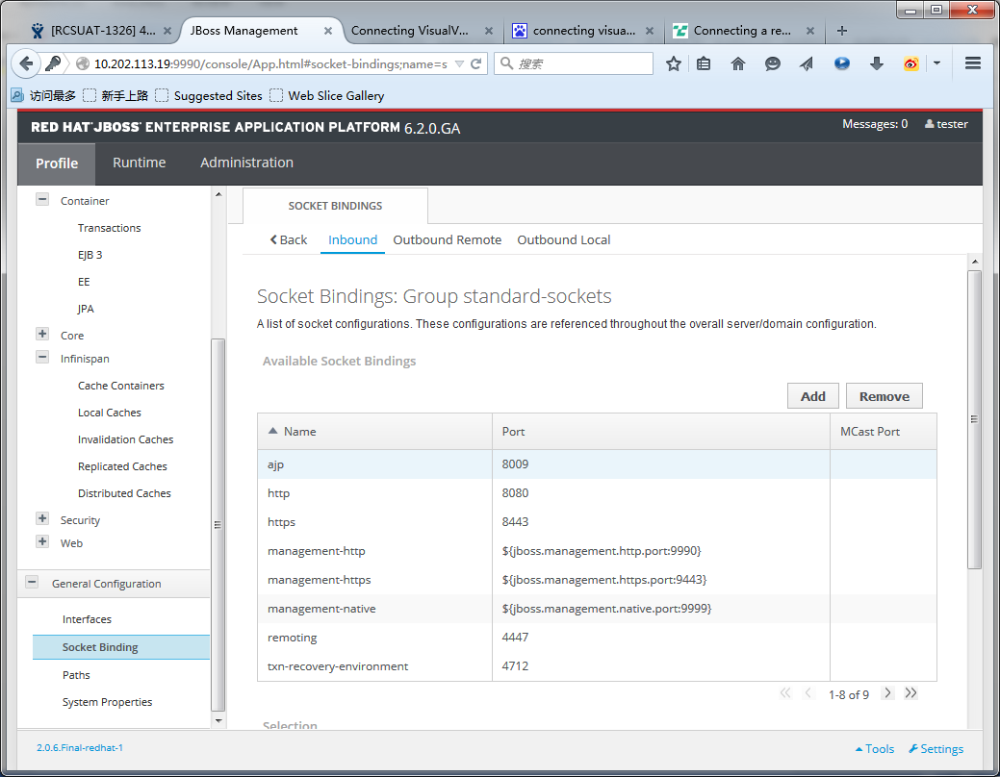 [RCSUAT-1326] 4...
JBoss Management
Connecting VisualV...
connecting visua...
Connecting a re...
10.202.113.19:9990/console/App.html#socket-bindings;name=s
搜索
访问最多
新手上路
Suggested Sites
Web Slice Gallery
RED HAT JBOSS ENTERPRISE APPLICATION PLATFORM 6.2.0.GA
Messages: 0
tester
Profile
Runtime
Administration
Container
Transactions
EJB 3
EE
JPA
Core
Infinispan
Cache Containers
Local Caches
Invalidation Caches
Replicated Caches
Distributed Caches
Security
Web
General Configuration
Interfaces
Socket Binding
Paths
System Properties
SOCKET BINDINGS
Back
Inbound
Outbound Remote
Outbound Local
Socket Bindings: Group standard-sockets
A list of socket configurations. These configurations are referenced throughout the overall server/domain configuration.
Available Socket Bindings
Add
Remove
Name Port MCast Port
ajp 8009
http 8080
https 8443
management-http ${jboss.management.http.port:9990}
management-https ${jboss.management.https.port:9443}
management-native ${jboss.management.native.port:9999}
remoting 4447
txn-recovery-environment 4712
1-8 of 9
Selection
2.0.6.Final-redhat-1
Tools
Settings